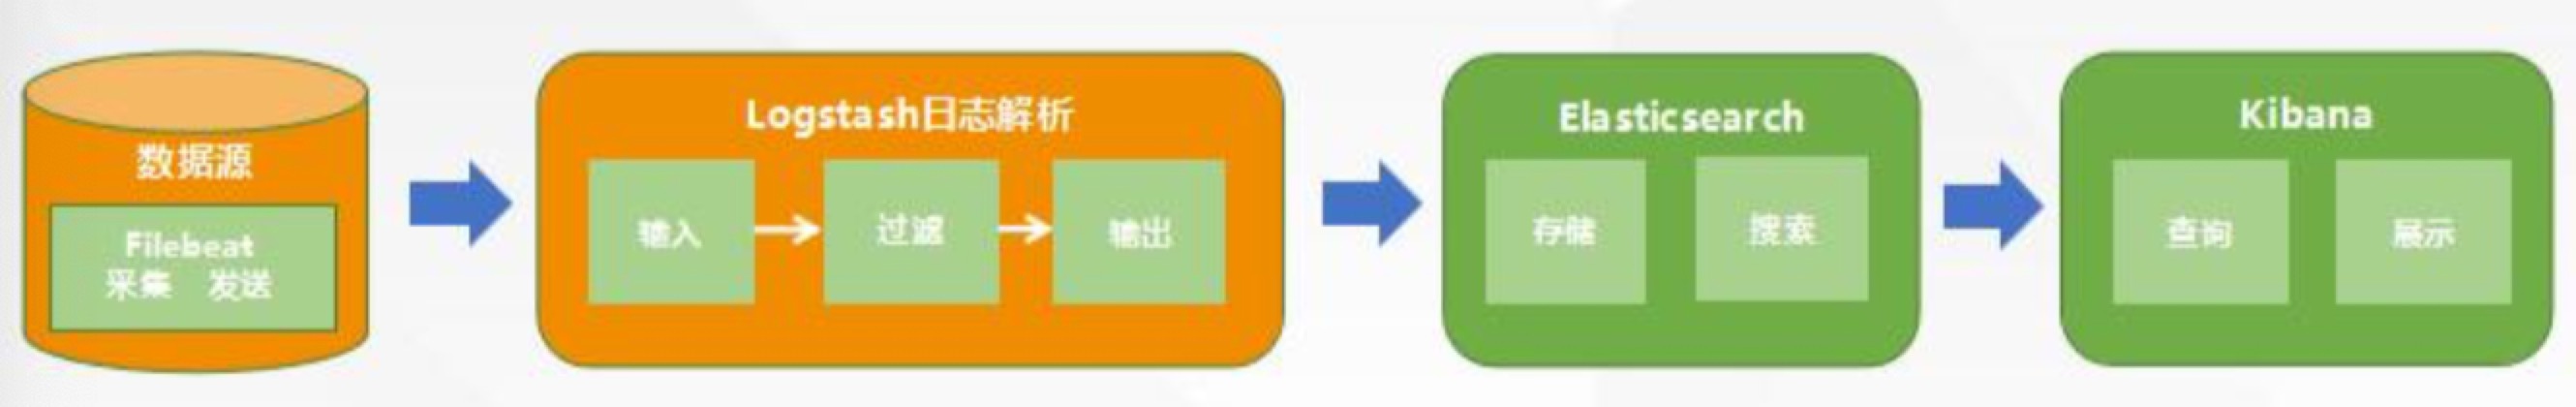 数据源
Filebeat
采集 发送
Logstash日志解析
输入
过滤
输出
Elasticsearch
存储
搜索
Kibana
查询
展示